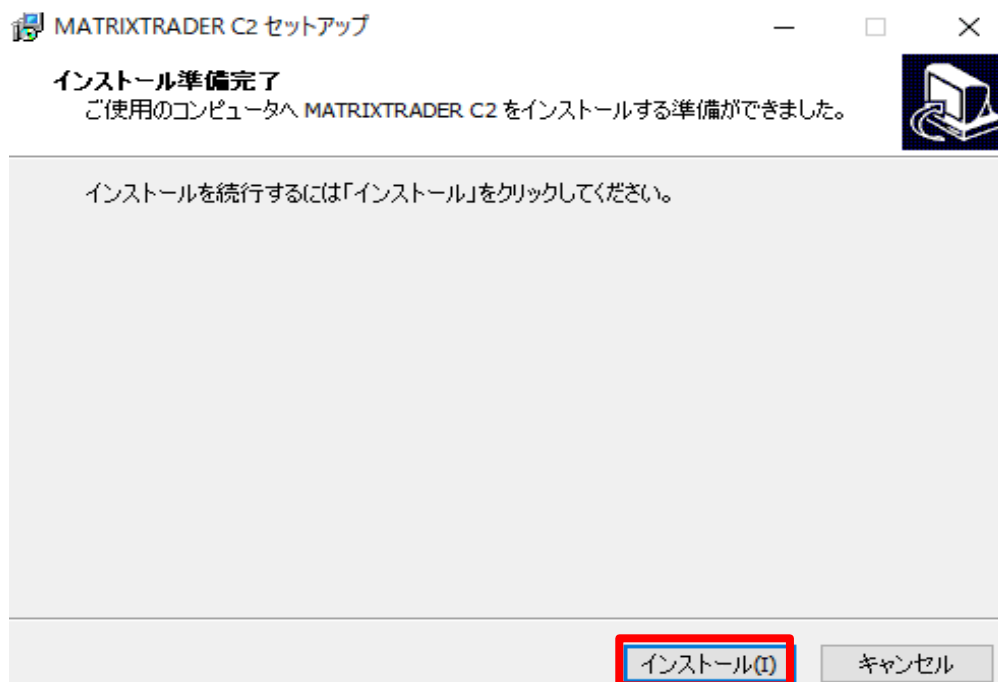 MATRIXTRADER C2 セットアップ
インストール準備完了
ご使用のコンピュータへ MATRIXTRADER C2 をインストールする準備ができました。
インストールを続行するには「インストール」をクリックしてください。
インストール(I)
キャンセル